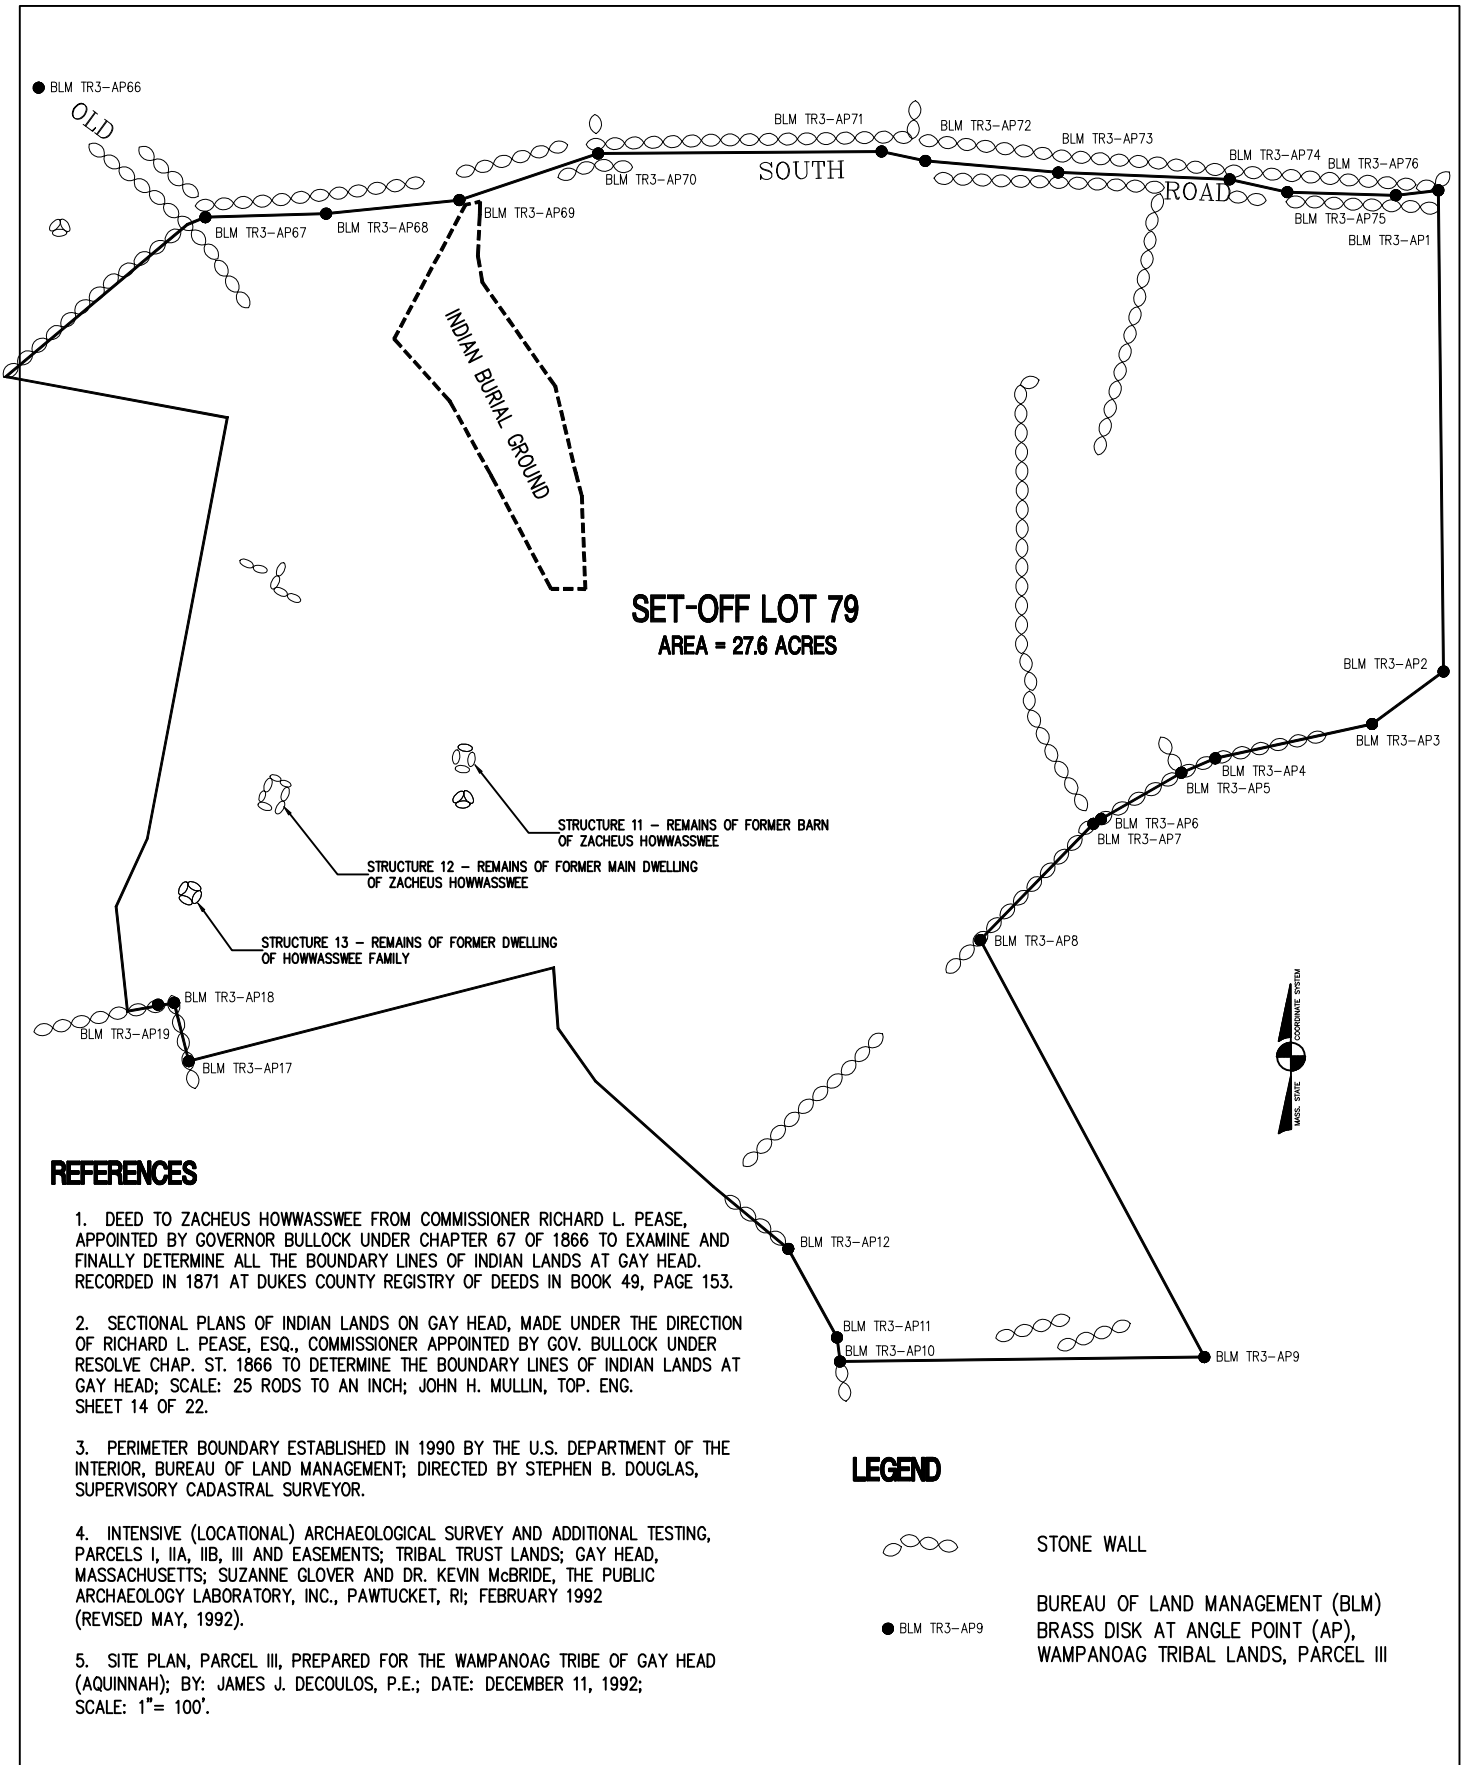 BLM TR3-AP66
OLD
BLM TR3-AP71
BLM TR3-AP72
BLM TR3-AP73
BLM TR3-AP74
BLM TR3-AP76
SOUTH
BLM TR3-AP70
ROAD
BLM TR3-AP67
BLM TR3-AP68
BLM TR3-AP69
BLM TR3-AP75
BLM TR3-AP1
INDIAN BURIAL GROUND
SET-OFF LOT 79
AREA = 27.6 ACRES
BLM TR3-AP2
BLM TR3-AP3
BLM TR3-AP4
BLM TR3-AP5
BLM TR3-AP6
BLM TR3-AP7
STRUCTURE 11 - REMAINS OF FORMER BARN
OF ZACHEUS HOWWASSWEE
STRUCTURE 12 - REMAINS OF FORMER MAIN DWELLING
OF ZACHEUS HOWWASSWEE
STRUCTURE 13 - REMAINS OF FORMER DWELLING
OF HOWWASSWEE FAMILY
BLM TR3-AP8
BLM TR3-AP18
BLM TR3-AP19
BLM TR3-AP17
MASS. STATE COORDINATE SYSTEM
BLM TR3-AP12
BLM TR3-AP11
BLM TR3-AP10
BLM TR3-AP9
REFERENCES
1. DEED TO ZACHEUS HOWWASSWEE FROM COMMISSIONER RICHARD L. PEASE,
APPOINTED BY GOVERNOR BULLOCK UNDER CHAPTER 67 OF 1866 TO EXAMINE AND
FINALLY DETERMINE ALL THE BOUNDARY LINES OF INDIAN LANDS AT GAY HEAD.
RECORDED IN 1871 AT DUKES COUNTY REGISTRY OF DEEDS IN BOOK 49, PAGE 153.
2. SECTIONAL PLANS OF INDIAN LANDS ON GAY HEAD, MADE UNDER THE DIRECTION
OF RICHARD L. PEASE, ESQ., COMMISSIONER APPOINTED BY GOV. BULLOCK UNDER
RESOLVE CHAP. ST. 1866 TO DETERMINE THE BOUNDARY LINES OF INDIAN LANDS AT
GAY HEAD; SCALE: 25 RODS TO AN INCH; JOHN H. MULLIN, TOP. ENG.
SHEET 14 OF 22.
3. PERIMETER BOUNDARY ESTABLISHED IN 1990 BY THE U.S. DEPARTMENT OF THE
INTERIOR, BUREAU OF LAND MANAGEMENT; DIRECTED BY STEPHEN B. DOUGLAS,
SUPERVISORY CADASTRAL SURVEYOR.
4. INTENSIVE (LOCATIONAL) ARCHAEOLOGICAL SURVEY AND ADDITIONAL TESTING,
PARCELS I, IIA, IIB, III AND EASEMENTS; TRIBAL TRUST LANDS; GAY HEAD,
MASSACHUSETTS; SUZANNE GLOVER AND DR. KEVIN McBRIDE, THE PUBLIC
ARCHAEOLOGY LABORATORY, INC., PAWTUCKET, RI; FEBRUARY 1992
(REVISED MAY, 1992).
5. SITE PLAN, PARCEL III, PREPARED FOR THE WAMPANOAG TRIBE OF GAY HEAD
(AQUINNAH); BY: JAMES J. DECOULOS, P.E.; DATE: DECEMBER 11, 1992;
SCALE: 1"= 100'.
LEGEND
STONE WALL
BLM TR3-AP9
BUREAU OF LAND MANAGEMENT (BLM)
BRASS DISK AT ANGLE POINT (AP),
WAMPANOAG TRIBAL LANDS, PARCEL III